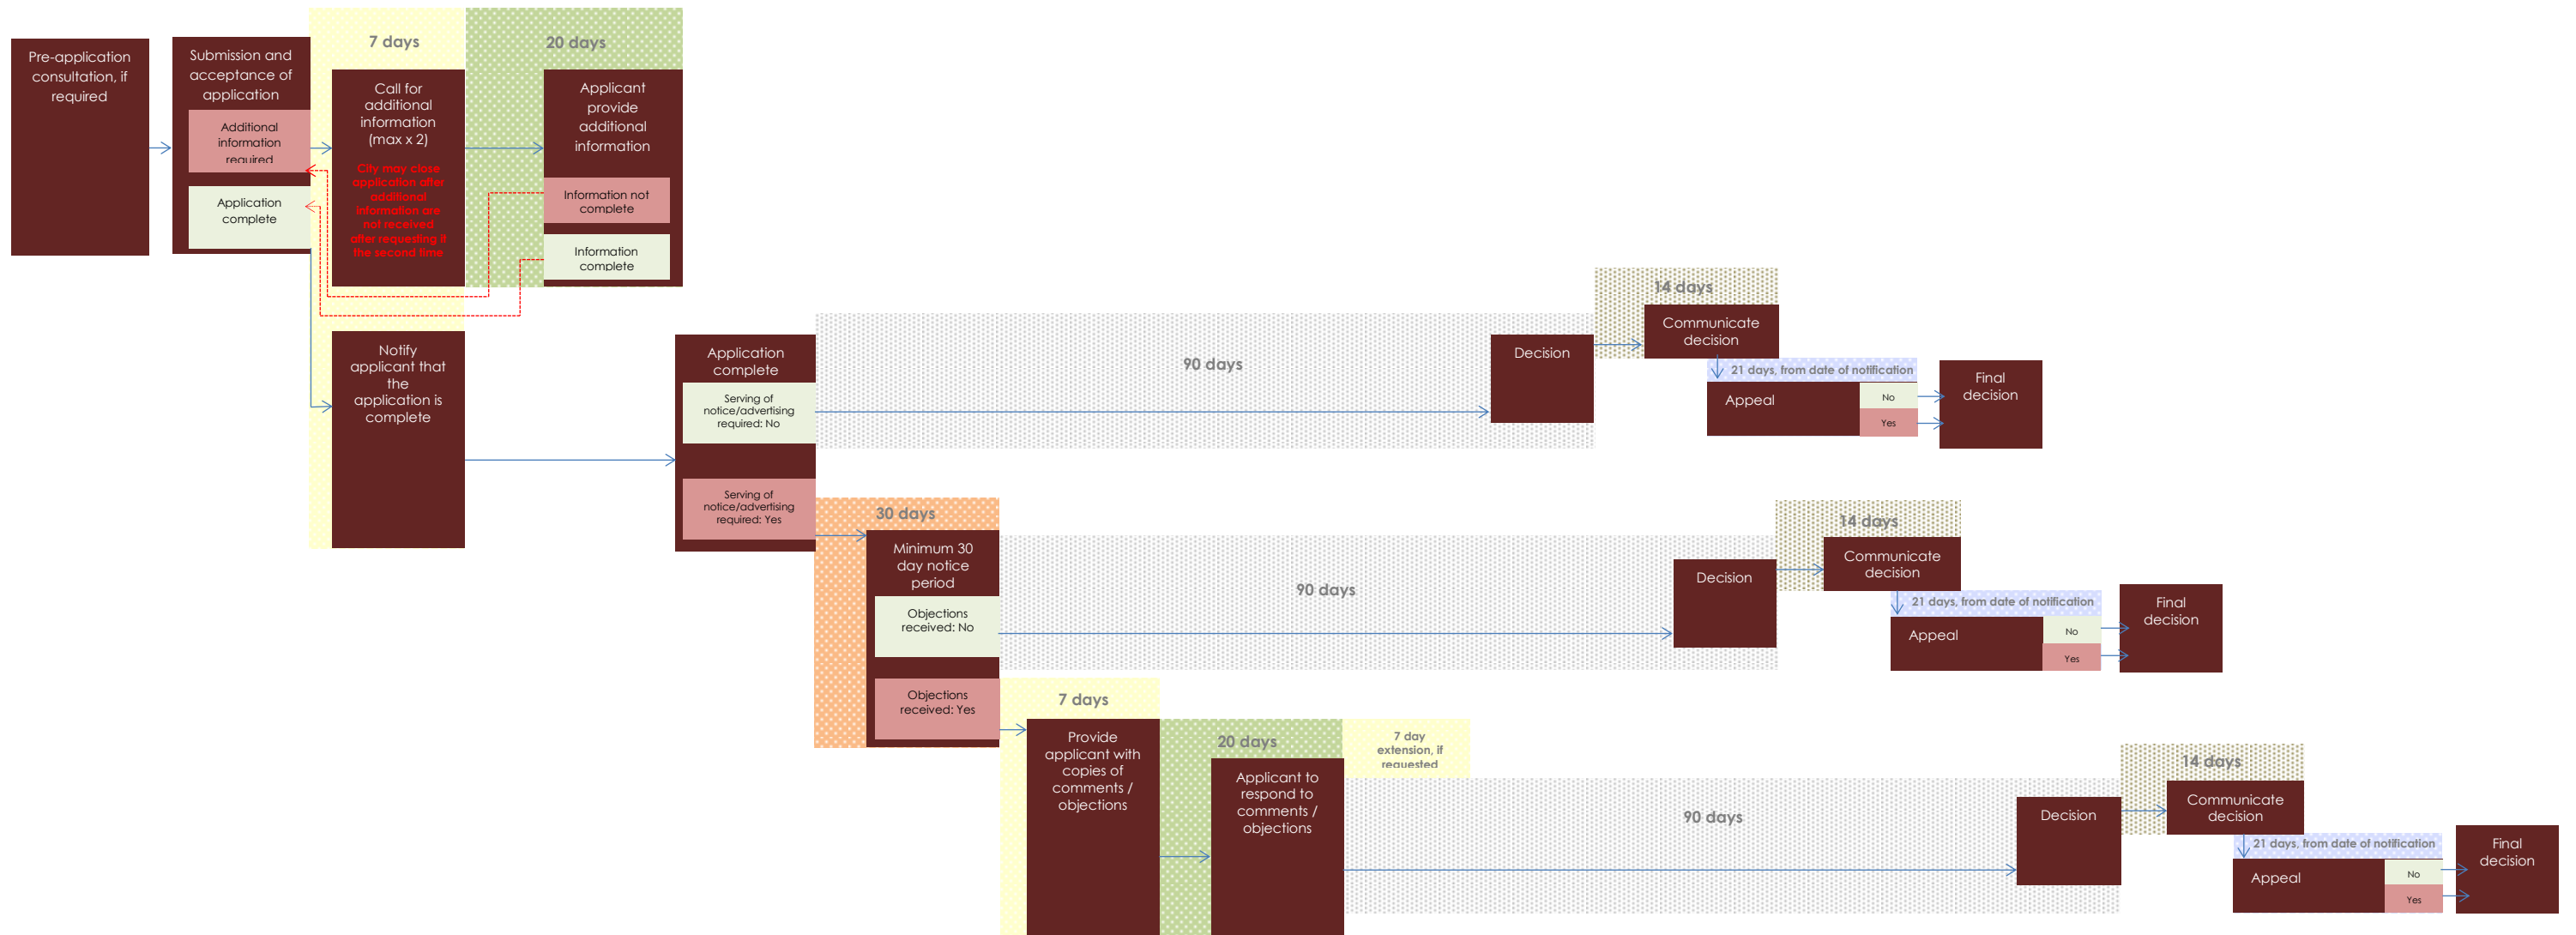 Pre-application
consultation, if
required
Submission and
acceptance of
application
Additional
information
required
Application
complete
7 days
Call for
additional
information
(max x 2)
City may close
application after
additional
information are
not received
after requesting it
the second time
20 days
Applicant
provide
additional
information
Information not
complete
Information
complete
Notify
applicant that
the
application is
complete
Application
complete
Serving of
notice/advertising
required: No
Serving of
notice/advertising
required: Yes
90 days
Decision
14 days
Communicate
decision
21 days, from date of notification
Appeal
No
Yes
Final
decision
30 days
Minimum 30
day notice
period
Objections
received: No
Objections
received: Yes
90 days
Decision
14 days
Communicate
decision
21 days, from date of notification
Appeal
No
Yes
Final
decision
7 days
Provide
applicant with
copies of
comments /
objections
20 days
Applicant to
respond to
comments /
objections
7 day
extension, if
requested
90 days
Decision
14 days
Communicate
decision
21 days, from date of notification
Appeal
No
Yes
Final
decision